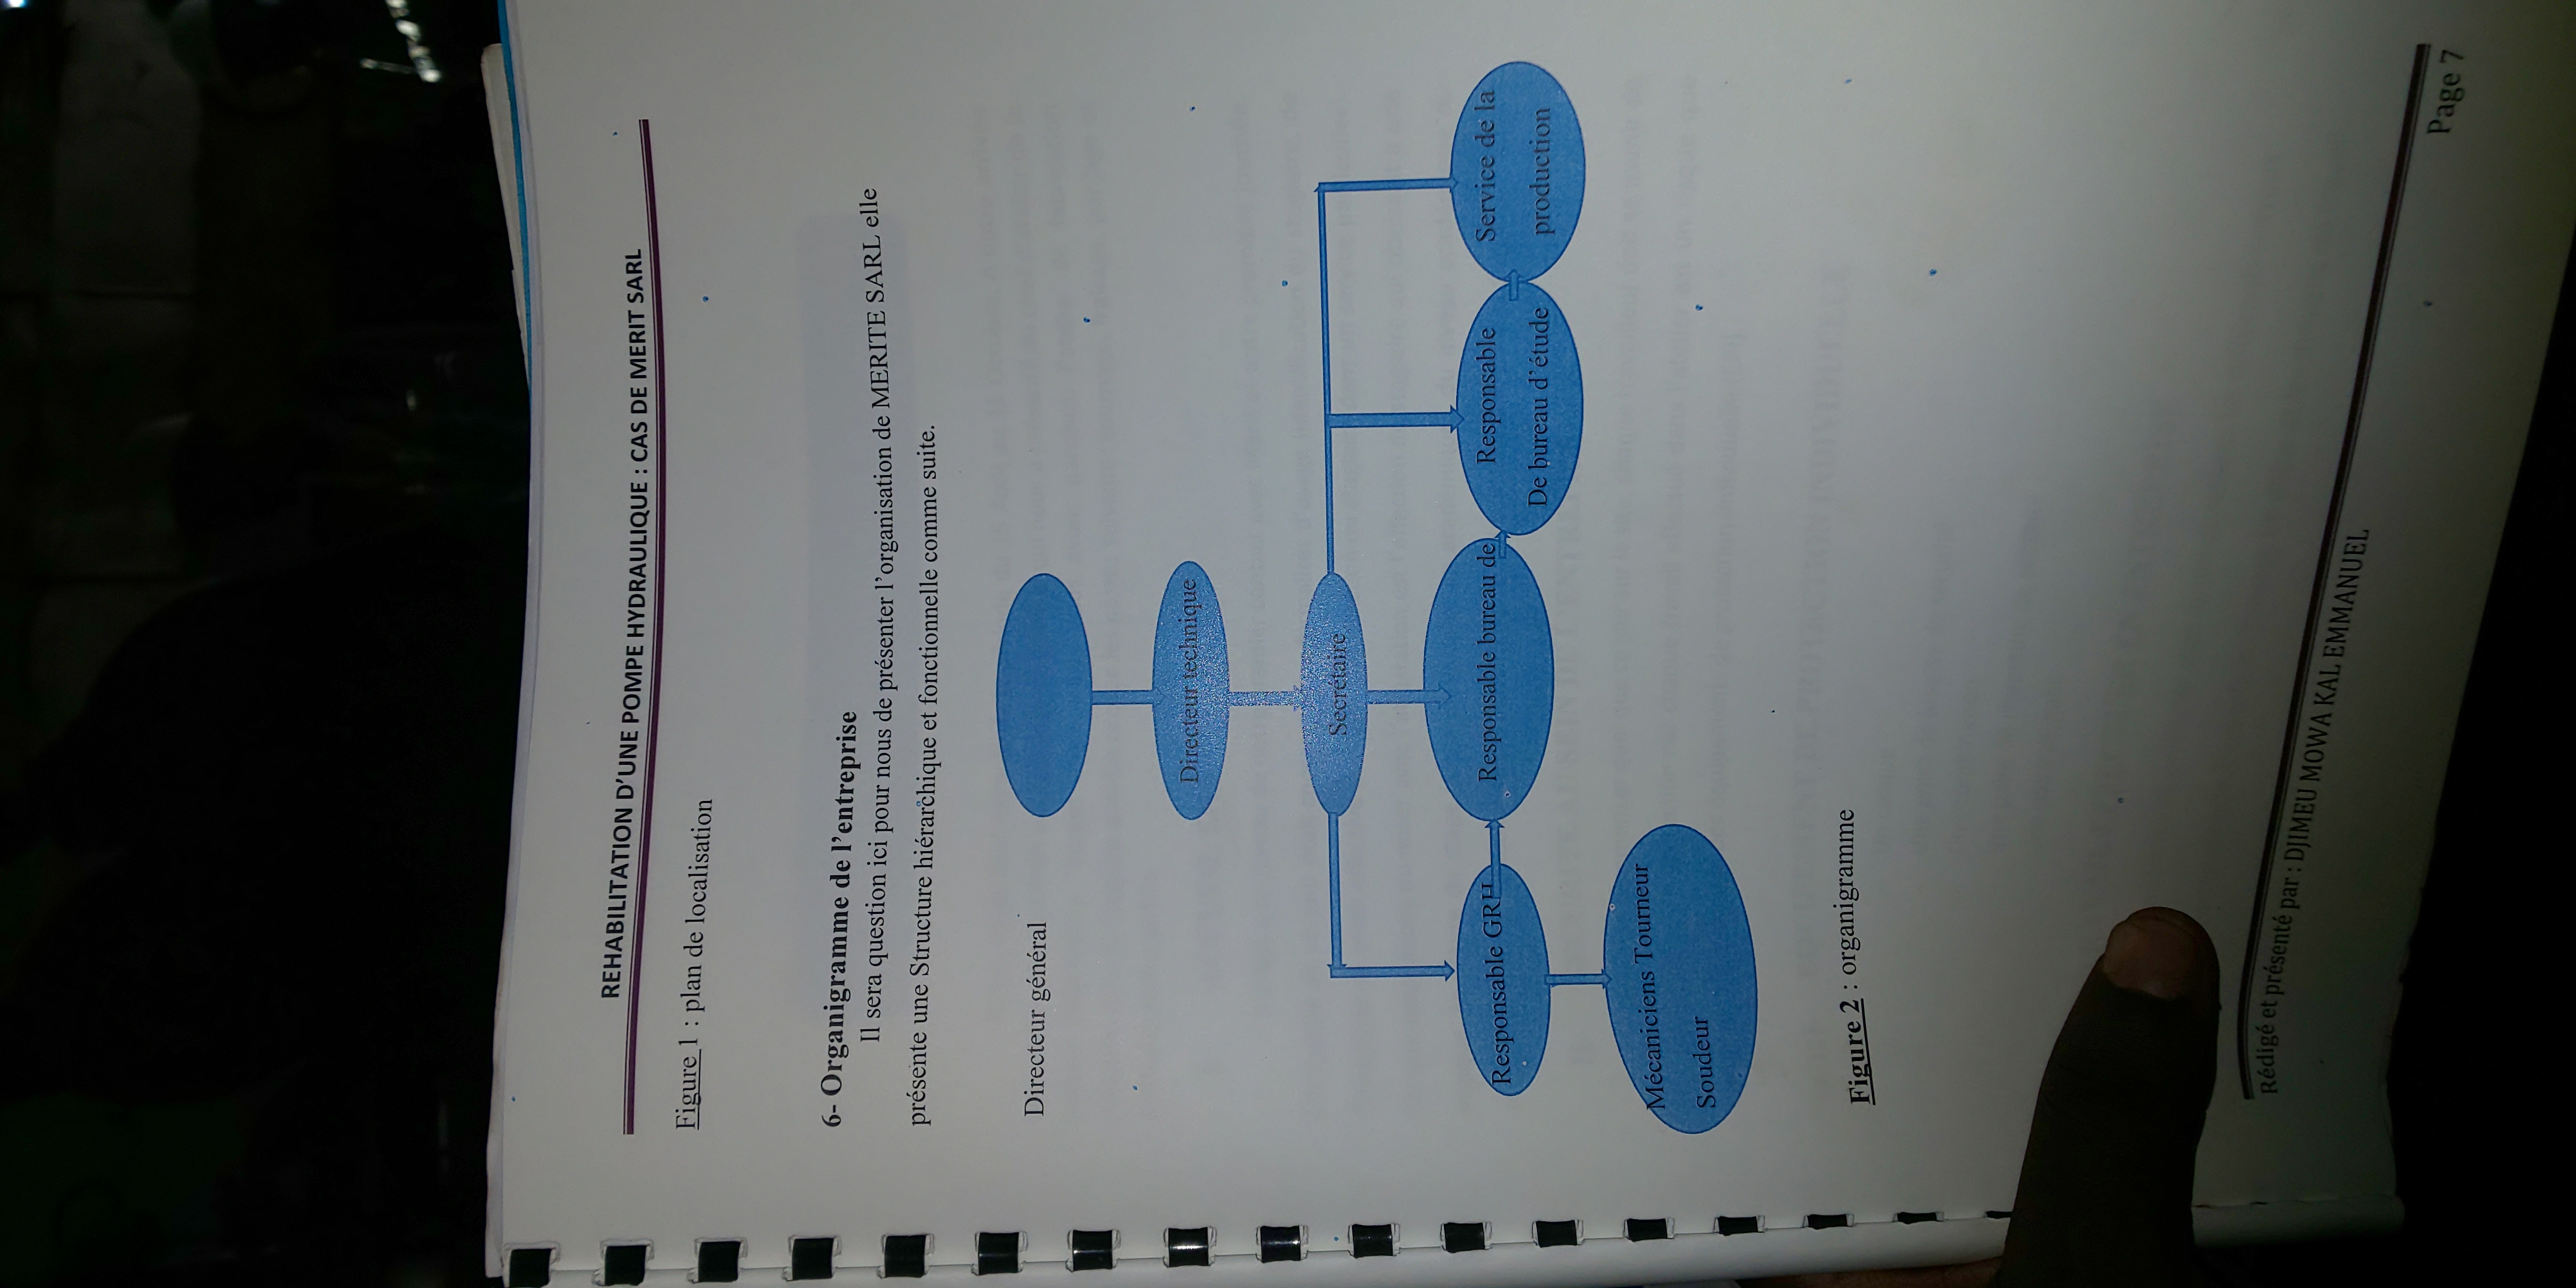 REHABILITATION D'UNE POMPE HYDRAULIQUE : CAS DE MERIT SARL
Figure 1 : plan de localisation
6- Organigramme de l'entreprise
Il sera question ici pour nous de présenter l'organisation de MERITE SARL elle
présente une Structure hiérarchique et fonctionnelle comme suite.
Directeur général
Directeur technique
Secrétaire
Responsable GRH
Responsable bureau de
Responsable
De bureau d'étude
Service de la
production
Mécaniciens Tourneur
Soudeur
Figure 2 : organigramme
Rédigé et présenté par : DJIMEU MOWA KAL EMMANUEL
Page 7